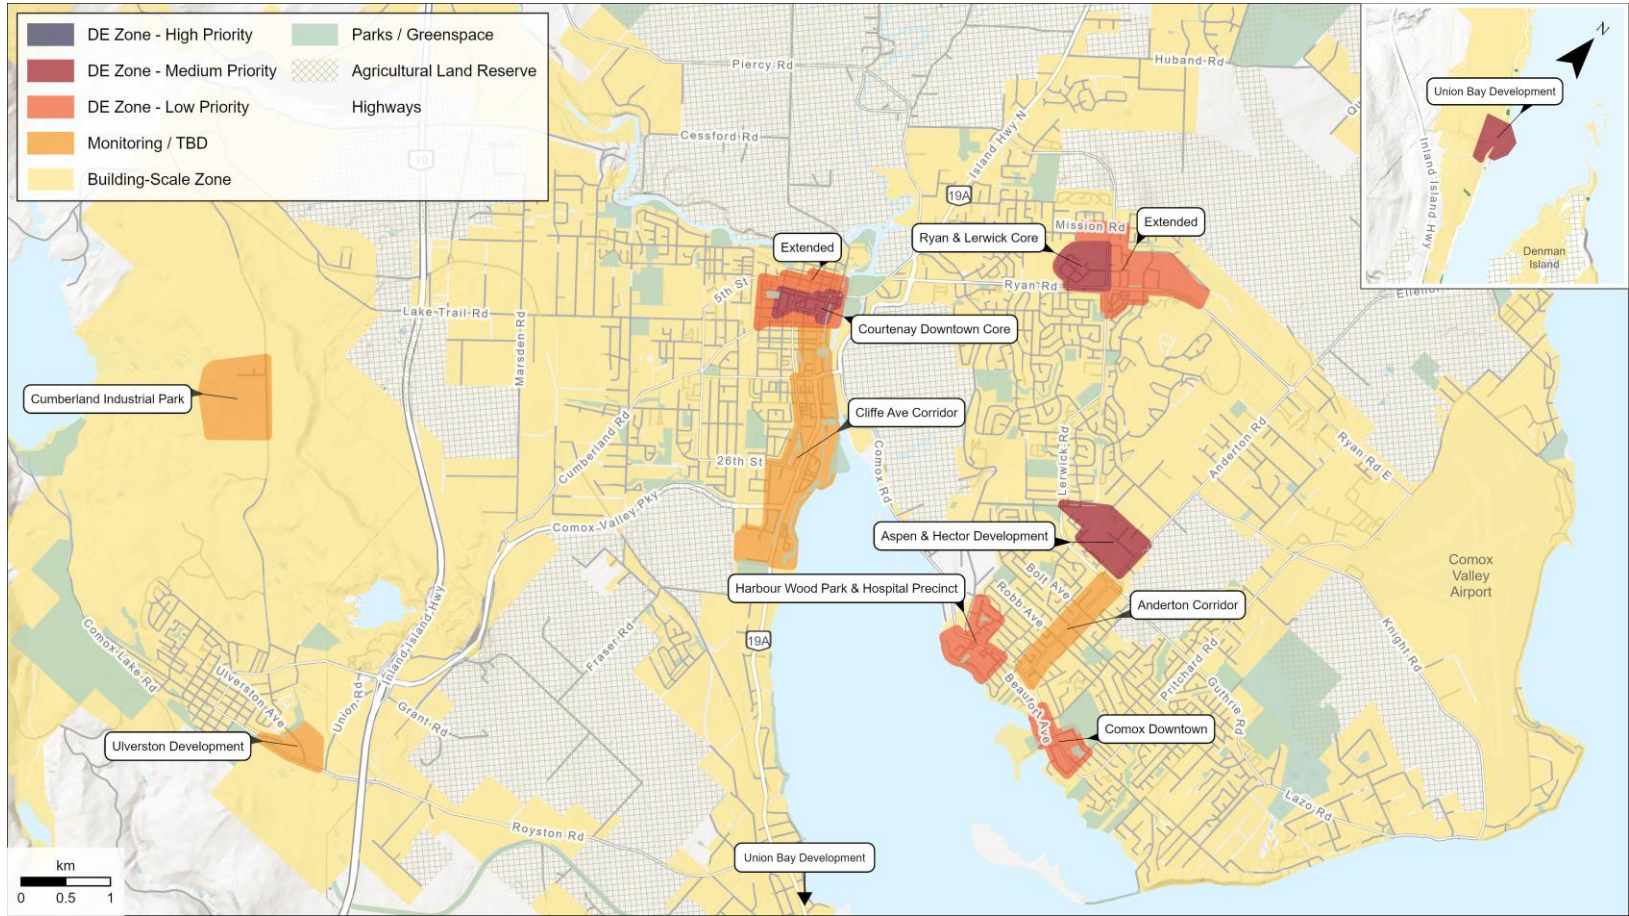 DE Zone - High Priority
DE Zone - Medium Priority
DE Zone - Low Priority
Monitoring / TBD
Building-Scale Zone
Parks / Greenspace
Agricultural Land Reserve
Highways
Piercy Rd
Huband Rd
Cessford Rd
Island Hwy N
19
19A
Mission Rd
Extended
Ryan & Lerwick Core
Extended
Ryan Rd
5th St
Lake Trail Rd
Marsden Rd
Courtenay Downtown Core
Cumberland Industrial Park
Cliffe Ave Corridor
Cumberland Rd
26th St
Comox Rd
Lerwick Rd
Anderton Rd
Ryan Rd E
Comox Valley Pky
Aspen & Hector Development
Harbour Wood Park & Hospital Precinct
Bolt Ave
Robb Ave
Anderton Corridor
Comox
Valley
Airport
Knight Rd
Pritchard Rd
Guthrie Rd
Beaufort Ave
Comox Downtown
Lazo Rd
Inland Island Hwy
Fraser Rd
19A
Comox Lake Rd
Ulverston Ave
Union Rd
Grant Rd
Ulverston Development
Royston Rd
Union Bay Development
km
0 0.5 1
N
Union Bay Development
Inland Island Hwy
Denman
Island